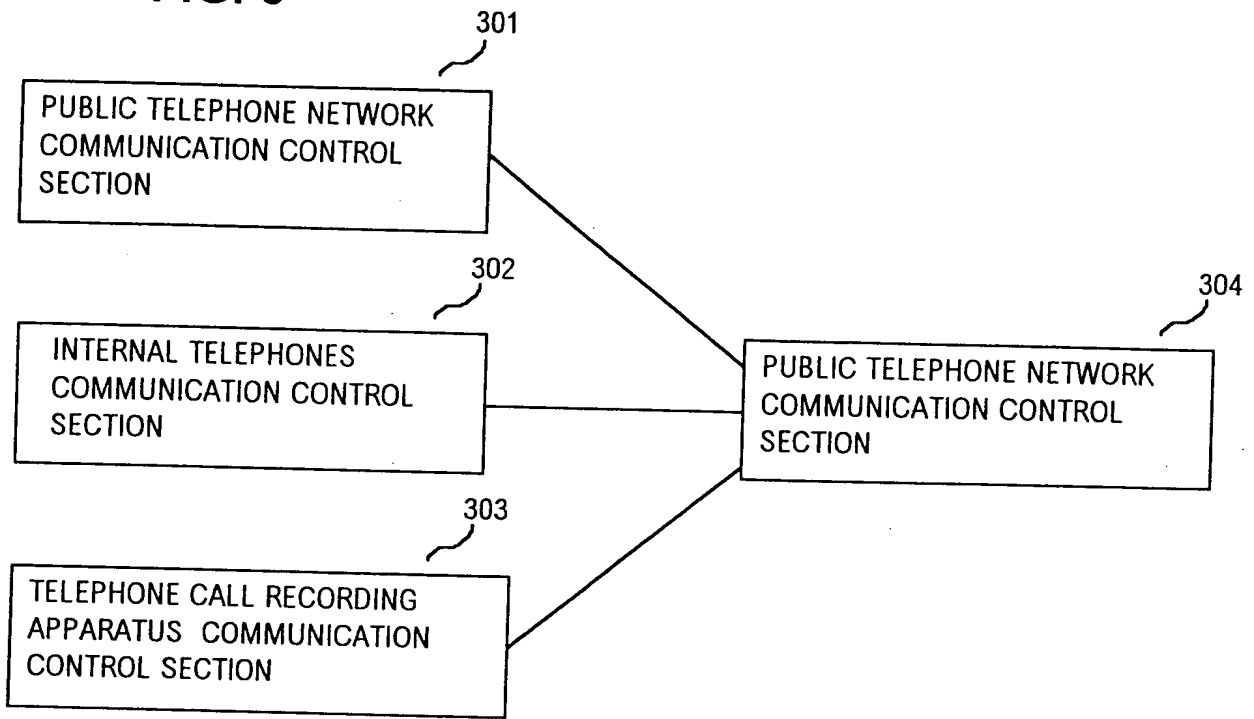 301
PUBLIC TELEPHONE NETWORK
COMMUNICATION CONTROL
SECTION
302
INTERNAL TELEPHONES
COMMUNICATION CONTROL
SECTION
304
PUBLIC TELEPHONE NETWORK
COMMUNICATION CONTROL
SECTION
303
TELEPHONE CALL RECORDING
APPARATUS COMMUNICATION
CONTROL SECTION